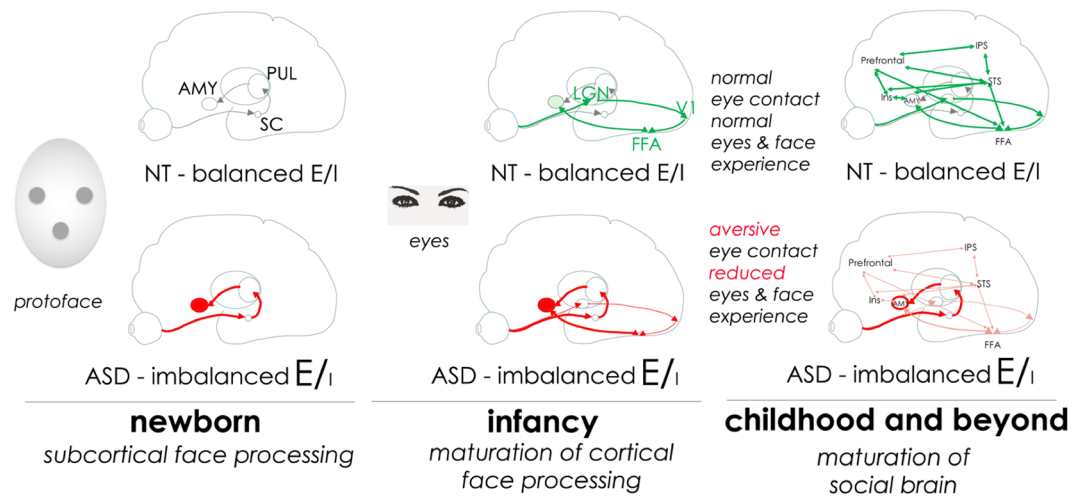 AMY
PUL
SC
NT - balanced E/I
protoface
ASD - imbalanced E/I
newborn
subcortical face processing
LGN
V1
FFA
NT - balanced E/I
eyes
ASD - imbalanced E/I
infancy
maturation of cortical
face processing
normal
eye contact
normal
eyes & face
experience
IPS
Prefrontal
STS
Ins
AMY
FFA
NT - balanced E/I
aversive
eye contact
reduced
eyes & face
experience
IPS
Prefrontal
STS
Ins
AMY
FFA
ASD - imbalanced E/I
childhood and beyond
maturation of
social brain